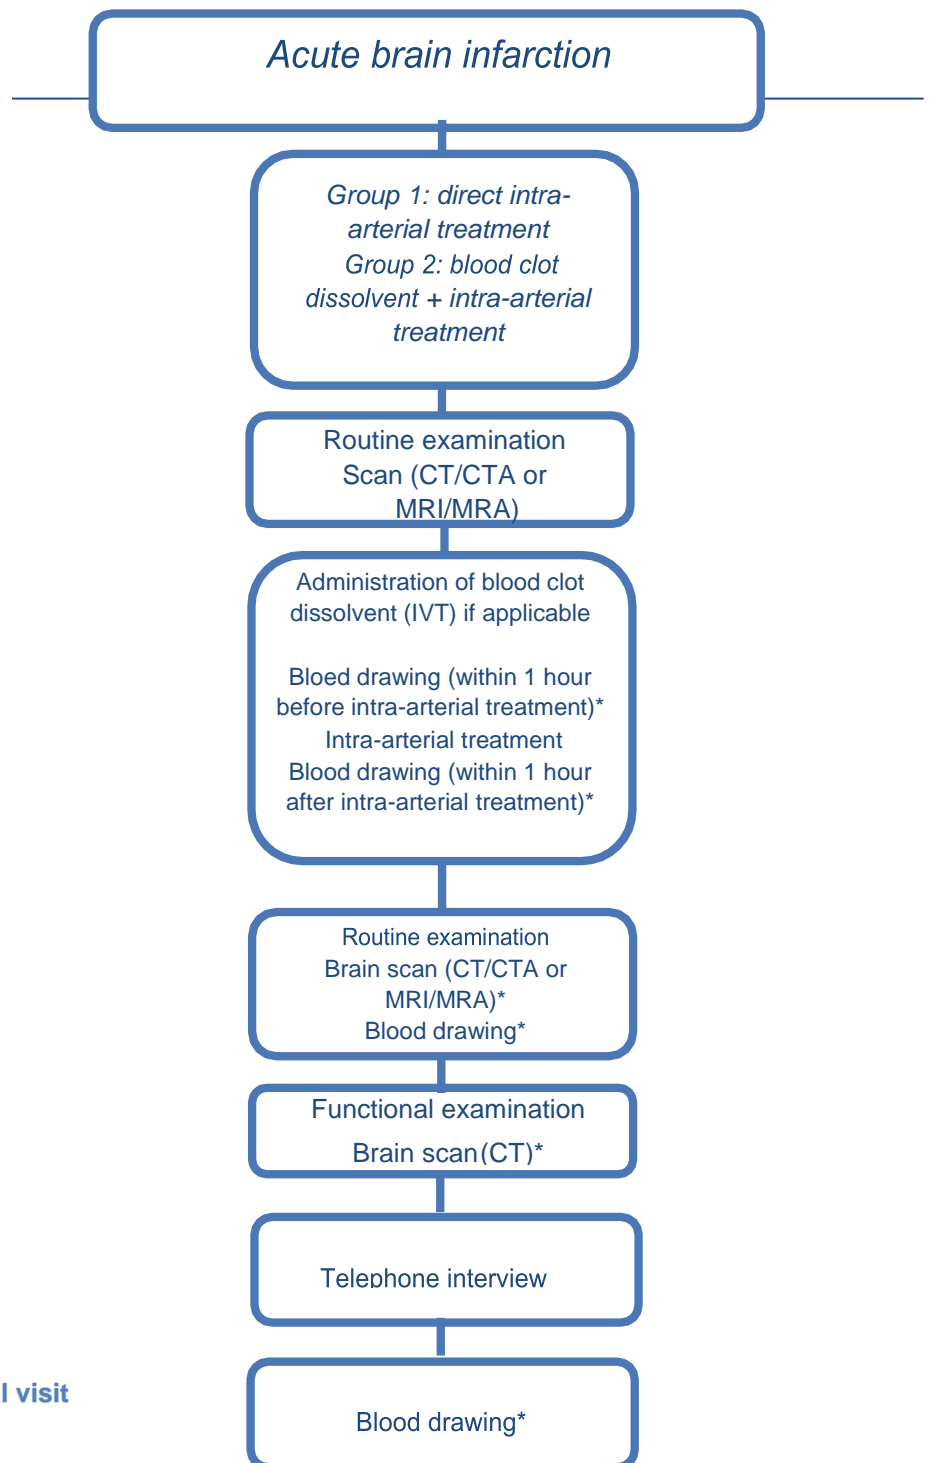 Acute brain infarction
Group 1: direct intra-
arterial treatment
Group 2: blood clot
dissolvent + intra-arterial
treatment
Routine examination
Scan (CT/CTA or
MRI/MRA)
Administration of blood clot
dissolvent (IVT) if applicable
Bloed drawing (within 1 hour
before intra-arterial treatment)*
Intra-arterial treatment
Blood drawing (within 1 hour
after intra-arterial treatment)*
Routine examination
Brain scan (CT/CTA or
MRI/MRA)*
Blood drawing*
Functional examination
Brain scan (CT)*
Telephone interview
l visit
Blood drawing*